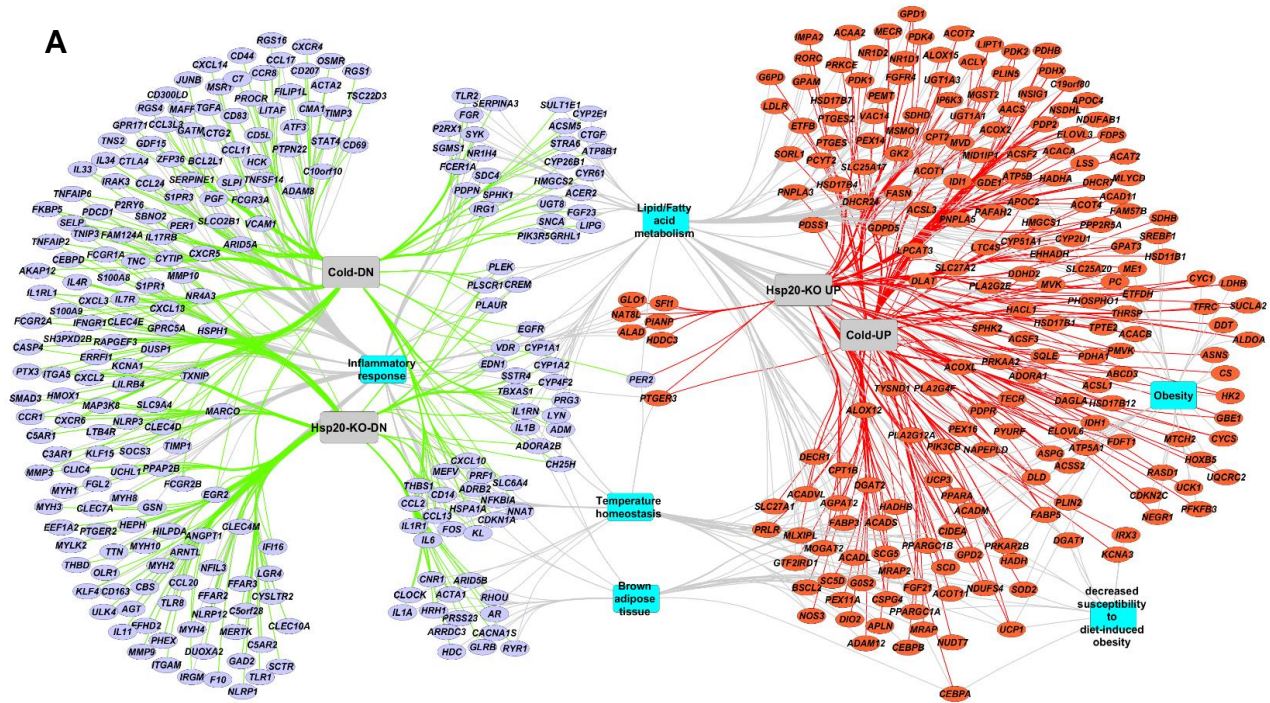 A
RGS16
CXCR4
CD44
CCL17
OSMR
CXCL14
CCR8
CD207
RGS1
JUNB
C7
MSR1
FILIP1L
ACTA2
TSC22D3
CD300LD
PROCR
RGS4
MAFF
TGFA
LITAF
CMA1
TIMP3
GPR171
CCL3L3
CD83
ATF3
GATM
CTG2
CD5L
STAT4
CD69
TNS2
GDF15
CCL11
PTPN22
IL34
CTLA4
ZFP36
BCL2L1
HCK
C10orf10
IL33
IRAK3
CCL24
SERPINE1
SLPI
TNFSF14
ADAM8
TNFAIP6
P2RY6
S1PR3
PGF
FCGR3A
FKBP5
PDCD1
SBNO2
SLCO2B1
VCAM1
SELP
PER1
TNFAIP2
TNIP3
FAM124A
IL17RB
ARID5A
CEBPD
FCGR1A
CYTIP
CXCR5
Cold-DN
AKAP12
TNC
MMP10
IL4R
S100A8
S1PR1
IL1RL1
CXCL3
IL7R
NR4A3
S100A9
CXCL13
FCGR2A
IFNGR1
CLEC4E
GPRC5A
HSPH1
SH3PXD2B
RAPGEF3
DUSP1
CASP4
ERRFI1
KCNA1
TXNIP
PTX3
ITGA5
CXCL2
LILRB4
SMAD3
HMOX1
MAP3K8
SLC9A4
MARCO
CCR1
CXCR6
NLRP3
CLEC4D
Hsp20-KO-DN
C5AR1
LTB4R
TIMP1
C3AR1
KLF15
SOCS3
MMP3
CLIC4
UCHL1
PPAP2B
FGL2
FCGR2B
MYH1
MYH8
EGR2
MYH3
CLEC7A
GSN
EEF1A2
PTGER2
HEPH
HILPDA
CLEC4M
MYLK2
MYH10
ARNTL
ANGPT1
IFI16
TTN
MYH2
NFIL3
THBD
OLR1
CCL20
FFAR3
LGR4
KLF4
CD163
CBS
TLR8
FFAR2
CYSLTR2
ULK4
AGT
NLRP12
C5orf28
IL11
EFHD2
MYH4
MERTK
CLEC10A
PHEX
C5AR2
MMP9
DUOXA2
GAD2
SCTR
ITGAM
IRGM
F10
TLR1
NLRP1
TLR2
SERPINA3
SULT1E1
FGR
CYP2E1
P2RX1
SYK
ACSM5
CTGF
SGMS1
NR1H4
STRA6
ATP8B1
FCER1A
SDC4
CYP26B1
CYR61
PDPN
SPHK1
HMGCS2
ACER2
IRG1
UGT8
FGF23
SNCA
LIPG
PIK3R5
GRHL1
PLEK
PLSCR1
CREM
PLAUR
EGFR
VDR
CYP1A1
EDN1
CYP1A2
SSTR4
CYP4F2
TBXAS1
PRG3
IL1RN
LYN
IL1B
ADM
ADORA2B
CH25H
Inflammatory
response
CXCL10
MEFV
PRF1
SLC6A4
THBS1
CD14
ADRB2
NFKBIA
CCL2
HSPA1A
NNAT
CCL13
CDKN1A
IL1R1
FOS
KL
IL6
CNR1
ARID5B
CLOCK
ACTA1
RHOU
IL1A
HRH1
AR
PRSS23
ARRDC3
CACNA1S
HDC
GLRB
RYR1
Lipid/Fatty
acid
metabolism
GLO1
SFI1
NAT8L
PIANP
ALAD
HDDC3
PER2
PTGER3
Temperature
homeostasis
Brown
adipose
tissue
Hsp20-KO UP
Cold-UP
GPD1
IMPA2
ACAA2
MECR
PDK4
ACOT2
RORC
NR1D2
NR1D1
ALOX15
LIPT1
PDK2
PDHB
PRKCE
ACLY
G6PD
GPAM
PDK1
FGFR4
UGT1A3
PLIN5
PDHX
LDLR
HSD17B7
PEMT
IP6K3
MGST2
INSIG1
C19orf80
PTGES2
VAC14
SDHD
UGT1A1
AACS
NSDHL
APOC4
ETFB
MSMO1
CPT2
ACOX2
PDP2
NDUFAB1
SORL1
PTGES
PEX14
MVD
ELOVL3
FDPS
PCYT2
GK2
MID1IP1
ACSF2
ACACA
SLC25A17
ACOT1
IDI1
GDE1
ATP5B
LSS
ACAT2
PNPLA3
HSD17B4
FASN
HADHA
DHCR7
MLYCD
DHCR24
ACSL3
APOC2
ACOT4
ACAD11
PDSS1
PNPLA5
PAFAH2
HMGCS1
FAM57B
GDPD5
PPP2R5A
SDHB
LPCAT3
LTC4S
CYP51A1
CYP2U1
SREBF1
EHHADH
GPAT3
HSD11B1
SLC27A2
DDHD2
SLC25A20
ME1
DLAT
MVK
PC
CYC1
LDHB
PLA2G2E
PHOSPHO1
ETFDH
HACL1
THRSP
TFRC
SUCLA2
SPHK2
HSD17B1
TPTE2
ACACB
DDT
ACSF3
ALDOA
PRKAA2
SQLE
PDHA1
PMVK
ASNS
ACOXL
ADORA1
ABCD3
CS
TYSND1
PLA2G4F
ACSL1
Obesity
HK2
ALOX12
TECR
DAGLA
HSD17B12
GBE1
PDPR
IDH1
PLA2G12A
PEX16
PYURF
ELOVL6
FDFT1
CYCS
PIK3CB
NAPEPLD
ATP5A1
MTCH2
DECR1
ASPG
ACSS2
HOXB5
CPT1B
UCP3
DLD
RASD1
UQCRC2
ACADVL
DGAT2
PPARA
CDKN2C
UCK1
SLC27A1
AGPAT2
HADHB
PLIN2
PFKFB3
FABP3
ACADS
ACADM
FABP5
NEGR1
PRLR
MLXIPL
CIDEA
IRX3
MOGAT2
ACADL
SCG5
PPARGC1B
PRKAR2B
DGAT1
KCNA3
GTF2IRD1
GPD2
HADH
MRAP2
SCD
BSCL2
SC5D
G0S2
FGF21
NDUFS4
SOD2
PEX11A
CSPG4
ACOT11
NOS3
DIO2
PPARGC1A
APLN
MRAP
UCP1
ADAM12
CEBPB
NUDT7
CEBPA
decreased
susceptibility
to
diet-induced
obesity